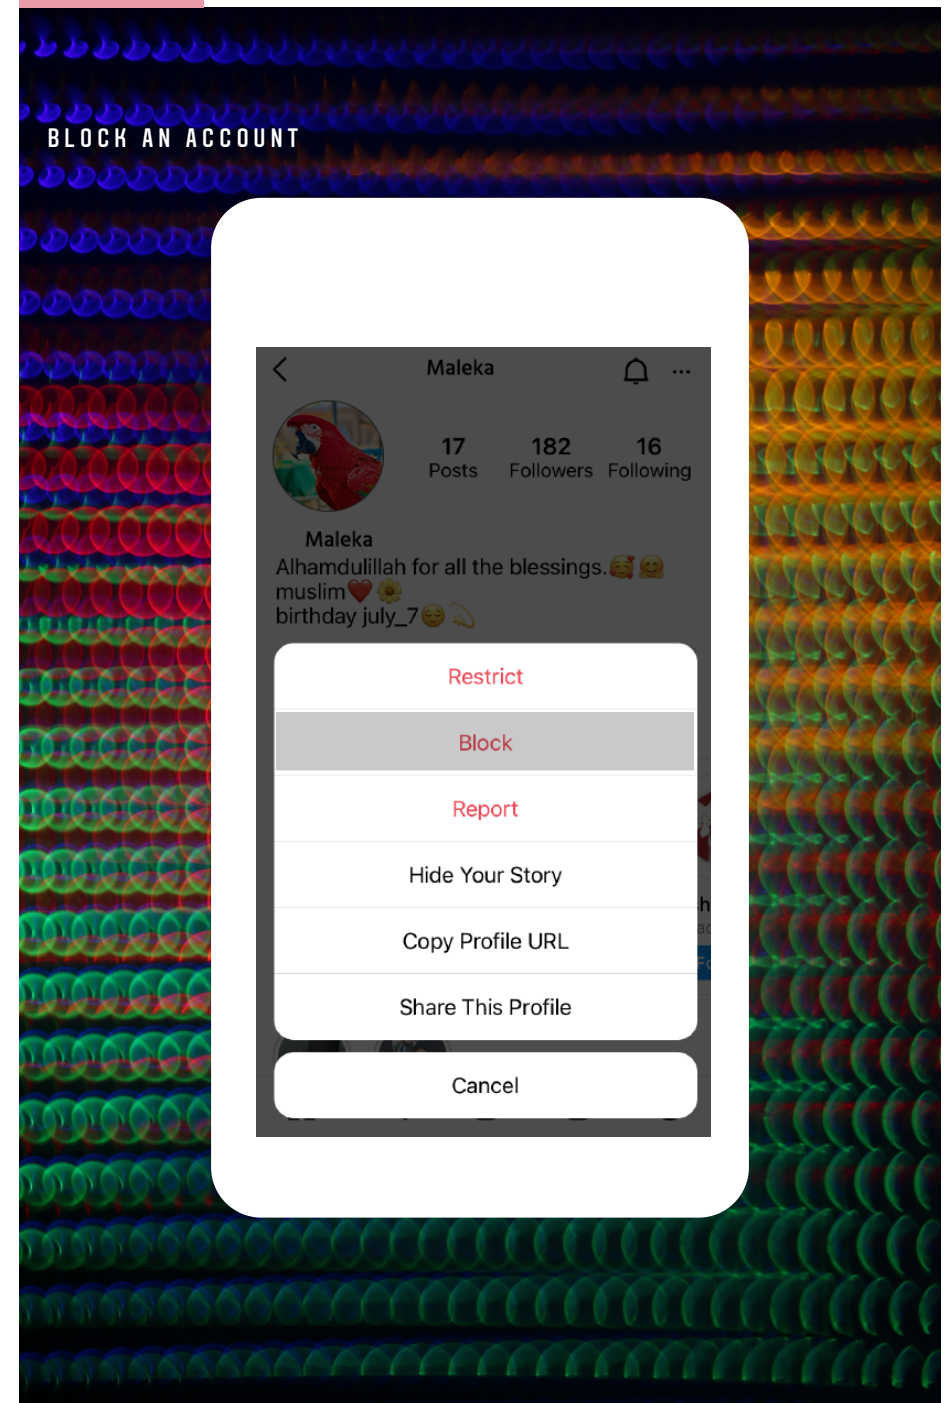 BLOCK AN ACCOUNT
Maleka
17 182 16
Posts Followers Following
Maleka
Alhamdulillah for all the blessings.🥰🤗
muslim❤️🌼
birthday july_7😌💫
Restrict
Block
Report
Hide Your Story
Copy Profile URL
Share This Profile
Cancel